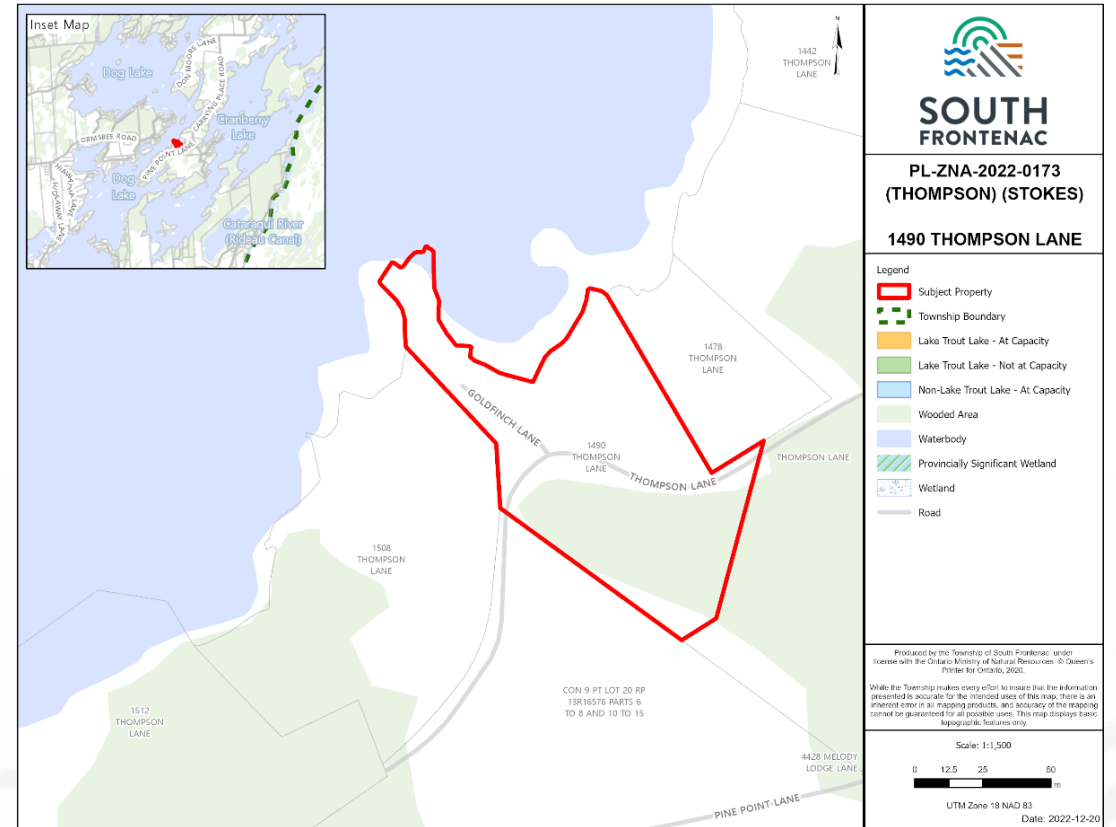 Inset Map
Dog Lake
DON MOORE LANE
CARRYING PLACE ROAD
Cranberry
Lake
ORMSBEE ROAD
PINE POINT LANE
HIAWATHA LANE
HYDAWAY LANE
Dog
Lake
Cataraqui River
(Rideau Canal)
N
1442
THOMPSON
LANE
1478
THOMPSON
LANE
GOLDFINCH LANE
1490
THOMPSON
LANE
THOMPSON LANE
THOMPSON LANE
1508
THOMPSON
LANE
CON 9 PT LOT 20 RP
13R16576 PARTS 6
TO 8 AND 10 TO 15
1512
THOMPSON
LANE
4428 MELODY
LODGE LANE
PINE POINT LANE
SOUTH
FRONTENAC
PL-ZNA-2022-0173
(THOMPSON) (STOKES)
1490 THOMPSON LANE
Legend
Subject Property
Township Boundary
Lake Trout Lake - At Capacity
Lake Trout Lake - Not at Capacity
Non-Lake Trout Lake - At Capacity
Wooded Area
Waterbody
Provincially Significant Wetland
Wetland
Road
Produced by the Township of South Frontenac under
license with the Ontario Ministry of Natural Resources © Queen's
Printer for Ontario, 2020.
While the Township makes every effort to insure that the information
presented is accurate for the intended uses of this map, there is an
inherent error in all mapping products, and accuracy of the mapping
cannot be guaranteed for all possible uses. This map displays basic
topographic features only.
Scale: 1:1,500
0 12.5 25 50
m
UTM Zone 18 NAD 83
Date: 2022-12-20